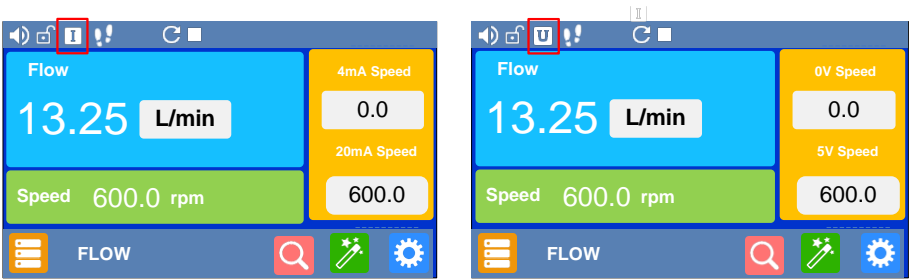 I
Flow
4mA Speed
13.25 L/min
0.0
20mA Speed
Speed 600.0 rpm
600.0
FLOW
U
Flow
0V Speed
13.25 L/min
0.0
5V Speed
Speed 600.0 rpm
600.0
FLOW